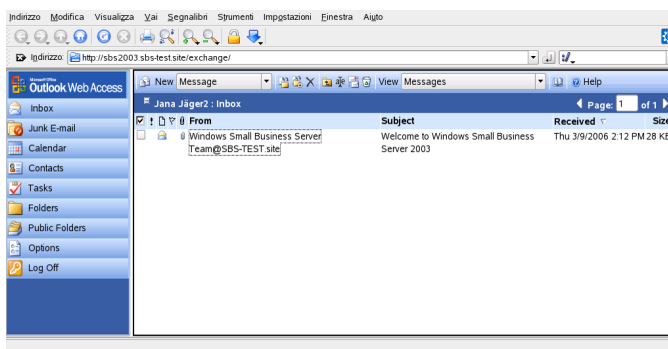 Indirizzo Modifica Visualizza Vai Segnalibri Strumenti Impostazioni Finestra Aiuto
Indirizzo: http://sbs2003.sbs-test.site/exchange/
Microsoft Office
Outlook Web Access
New Message View Messages Help
Jana Jäger2 : Inbox Page: 1 of 1
! From Subject Received Size
Windows Small Business Server Welcome to Windows Small Business Thu 3/9/2006 2:12 PM 28 KB
Team@SBS-TEST.site Server 2003
Inbox
Junk E-mail
Calendar
Contacts
Tasks
Folders
Public Folders
Options
Log Off